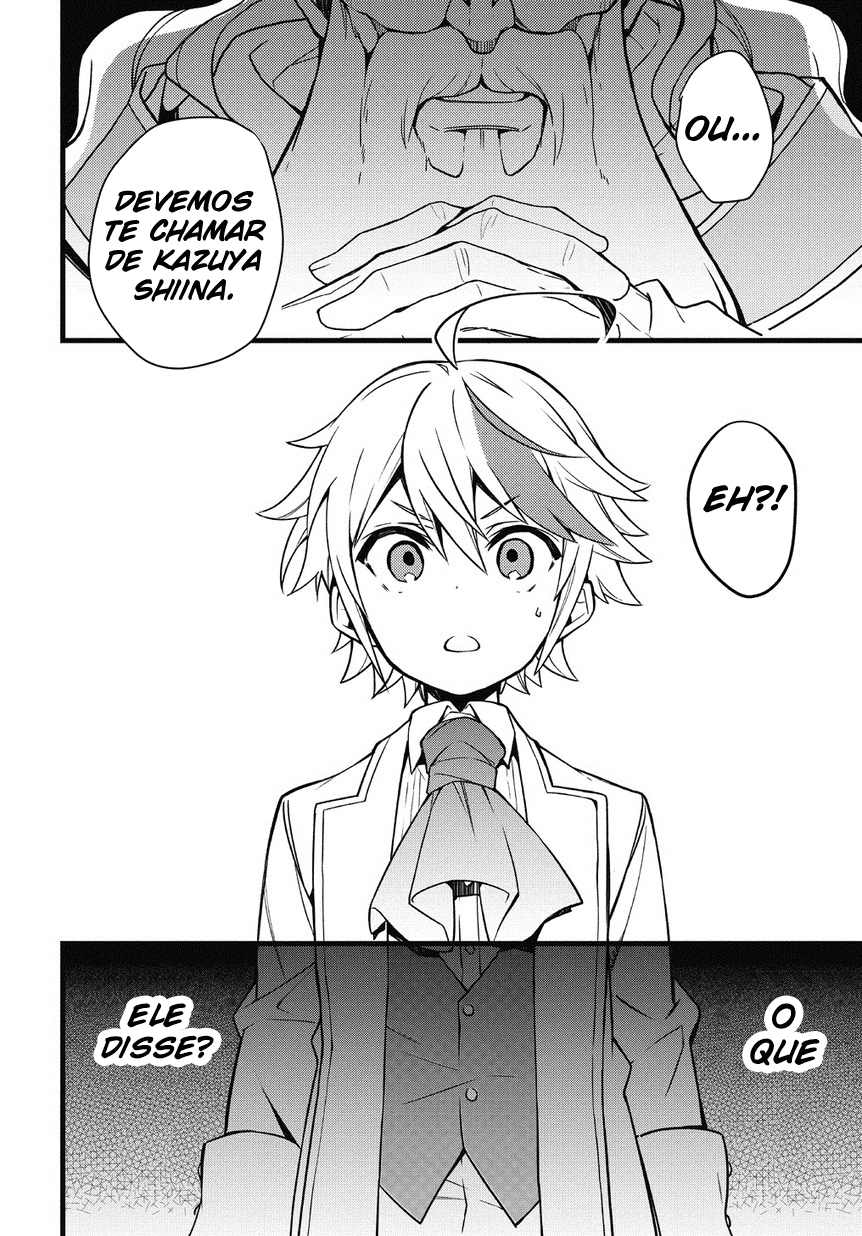 OU...
DEVEMOS
TE CHAMAR
DE KAZUYA
SHIINA.
EH?!
O
QUE
ELE
DISSE?